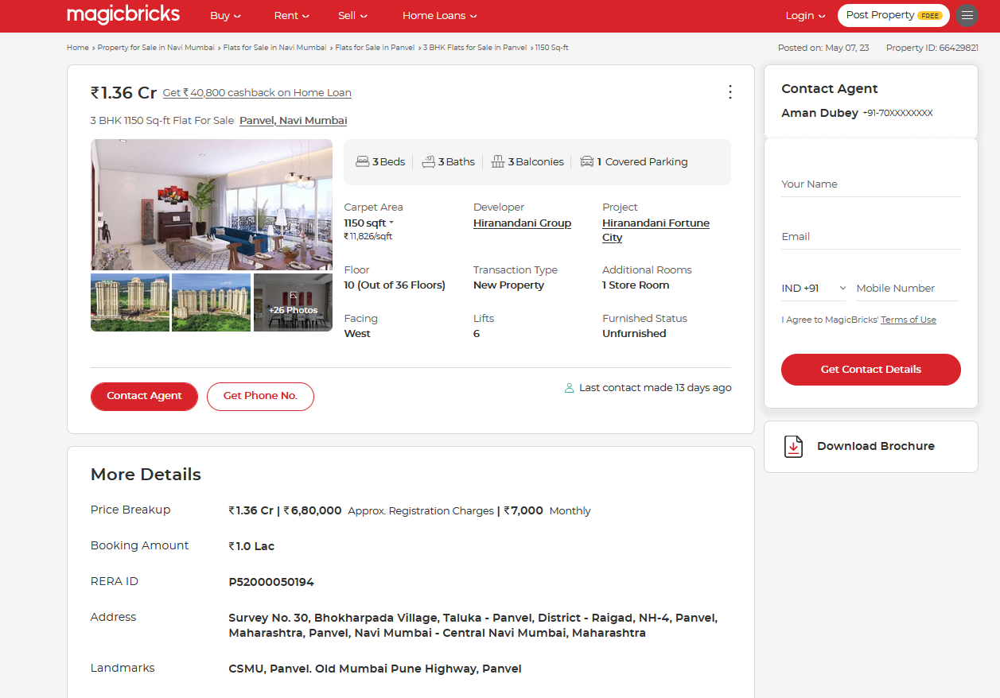 magicbricks
Buy
Rent
Sell
Home Loans
Login
Post Property FREE
Home › Property for Sale in Navi Mumbai › Flats for Sale in Navi Mumbai › Flats for Sale in Panvel › 3 BHK Flats for Sale in Panvel › 1150 Sq-ft
Posted on: May 07, 23 Property ID: 66429821
₹1.36 Cr Get ₹40,800 cashback on Home Loan
3 BHK 1150 Sq-ft Flat For Sale Panvel, Navi Mumbai
+26 Photos
3 Beds
3 Baths
3 Balconies
1 Covered Parking
Carpet Area
1150 sqft
₹11,826/sqft
Developer
Hiranandani Group
Project
Hiranandani Fortune
City
Floor
10 (Out of 36 Floors)
Transaction Type
New Property
Additional Rooms
1 Store Room
Facing
West
Lifts
6
Furnished Status
Unfurnished
Contact Agent
Get Phone No.
Last contact made 13 days ago
Contact Agent
Aman Dubey +91-70XXXXXXXX
Your Name
Email
IND +91
Mobile Number
I Agree to MagicBricks' Terms of Use
Get Contact Details
Download Brochure
More Details
Price Breakup ₹1.36 Cr | ₹6,80,000 Approx. Registration Charges | ₹7,000 Monthly
Booking Amount ₹1.0 Lac
RERA ID P52000050194
Address Survey No. 30, Bhokharpada Village, Taluka - Panvel, District - Raigad, NH-4, Panvel,
Maharashtra, Panvel, Navi Mumbai - Central Navi Mumbai, Maharashtra
Landmarks CSMU, Panvel. Old Mumbai Pune Highway, Panvel